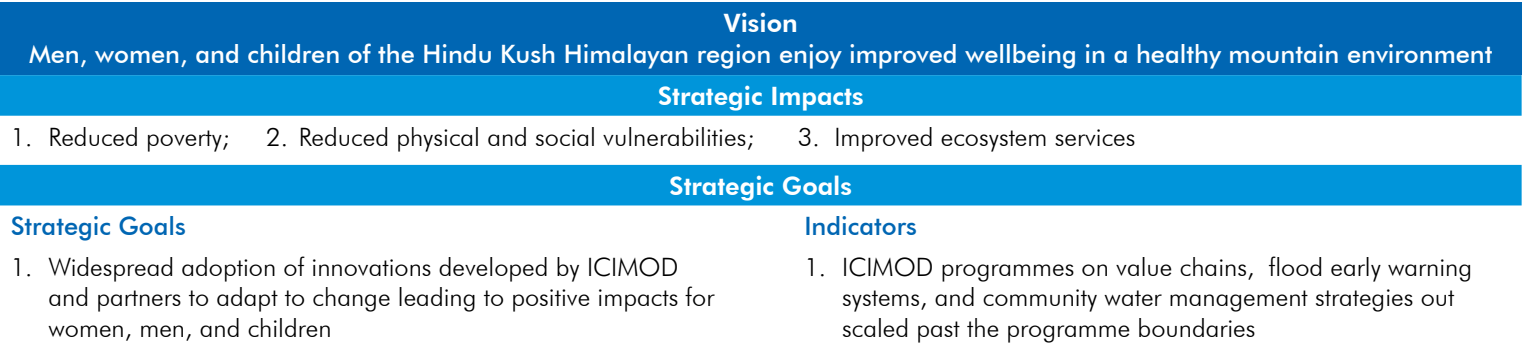 Vision
Men, women, and children of the Hindu Kush Himalayan region enjoy improved wellbeing in a healthy mountain environment
Strategic Impacts
1. Reduced poverty; 2. Reduced physical and social vulnerabilities; 3. Improved ecosystem services
Strategic Goals
Strategic Goals
1. Widespread adoption of innovations developed by ICIMOD
and partners to adapt to change leading to positive impacts for
women, men, and children
Indicators
1. ICIMOD programmes on value chains, flood early warning
systems, and community water management strategies out
scaled past the programme boundaries